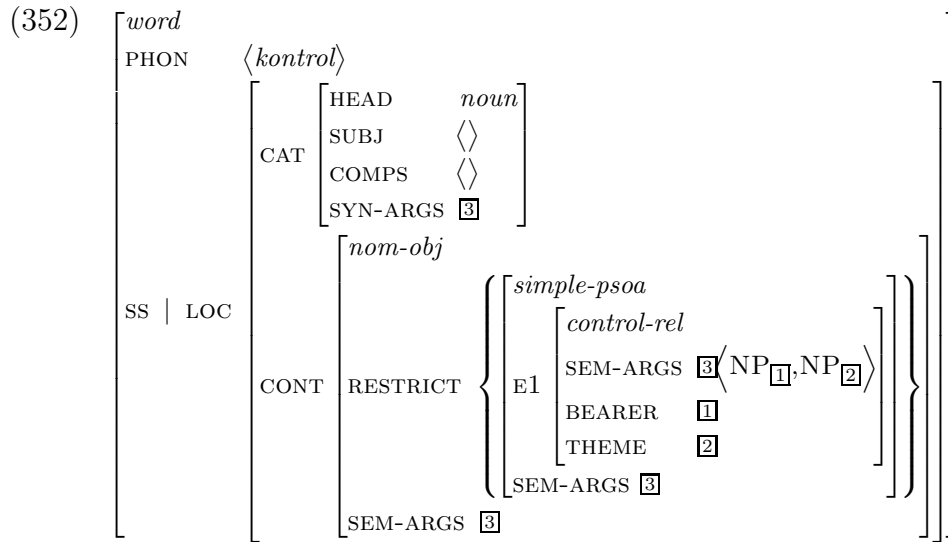 (352)
word
PHON ⟨kontrol⟩
HEAD noun
SUBJ ⟨⟩
CAT
COMPS ⟨⟩
SYN-ARGS 3
nom-obj
simple-psoa
SS | LOC
control-rel
SEM-ARGS 3⟨NP1,NP2⟩
E1
CONT RESTRICT
BEARER 1
THEME 2
SEM-ARGS 3
SEM-ARGS 3